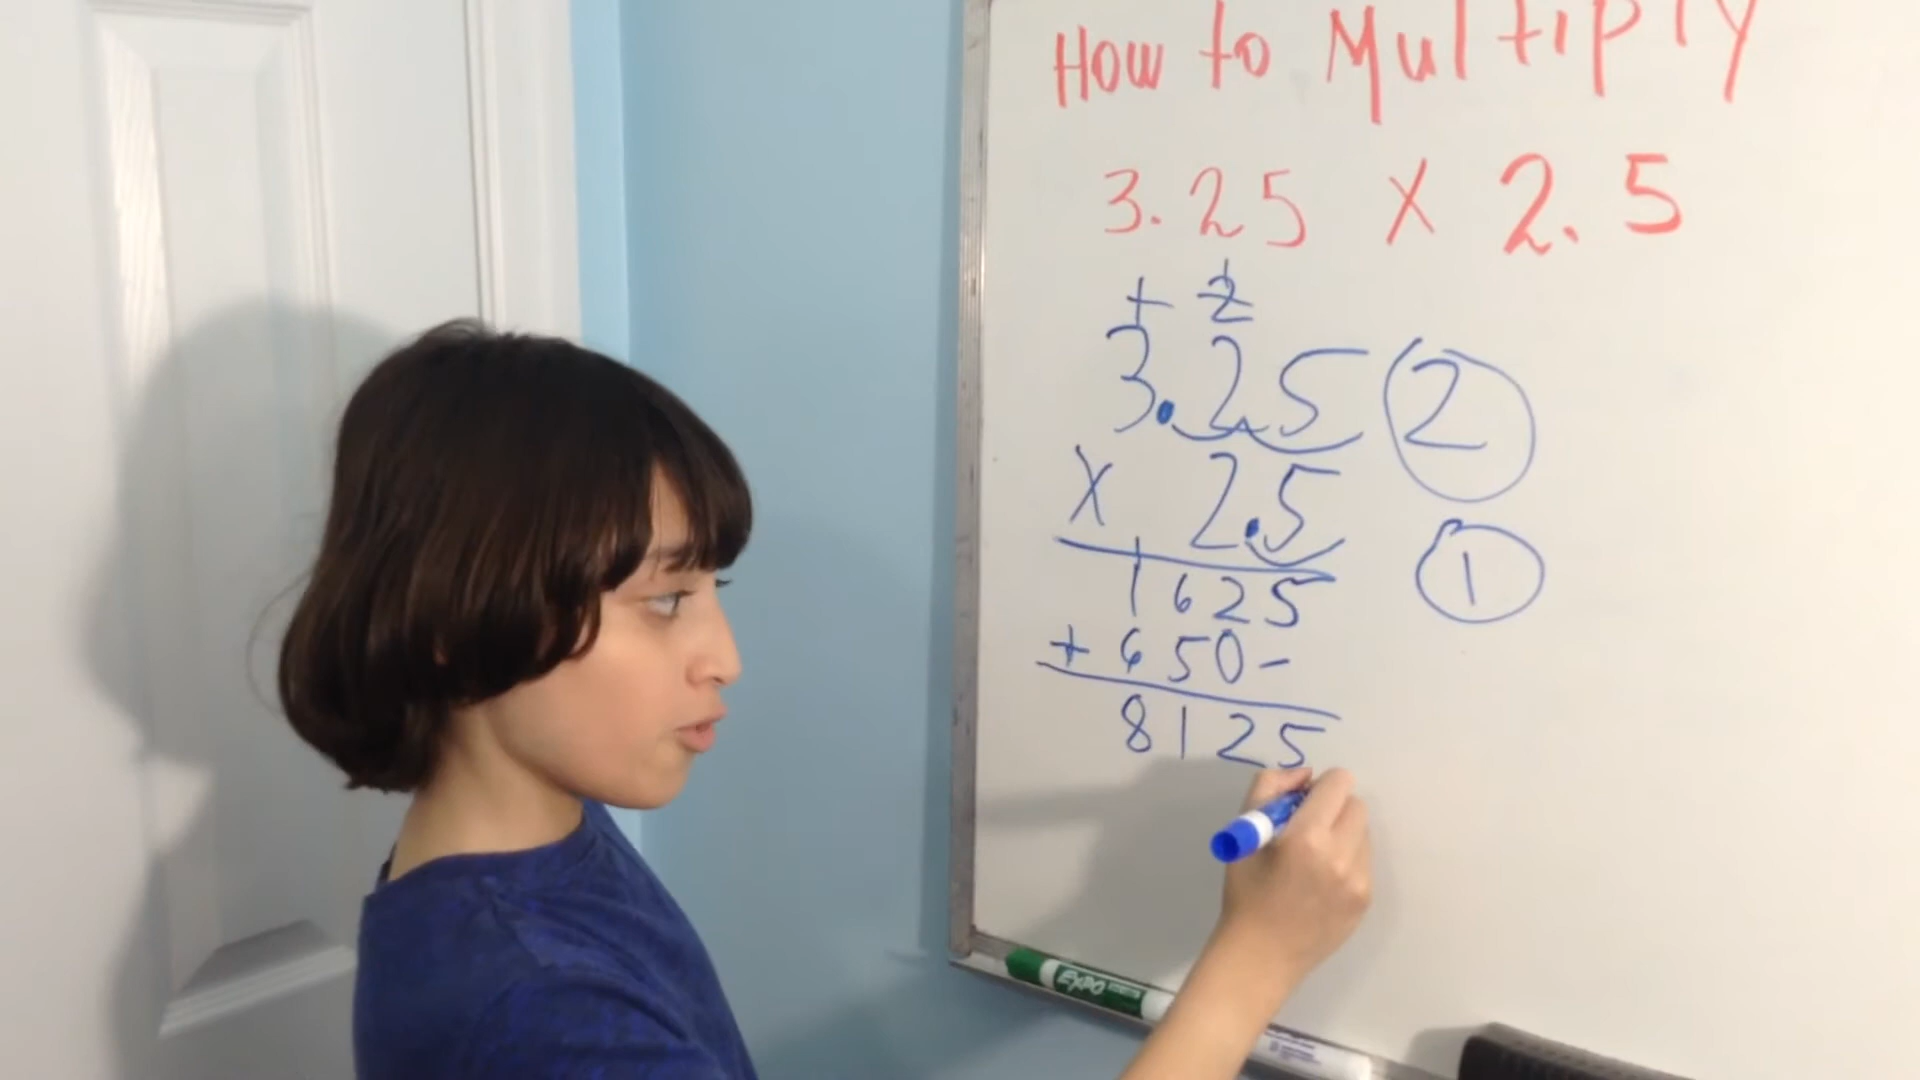 How to Multiply
3.25 X 2.5
1 2
3.25 2
X 2.5 1
1
1625
+ 650-
8125
EXPO